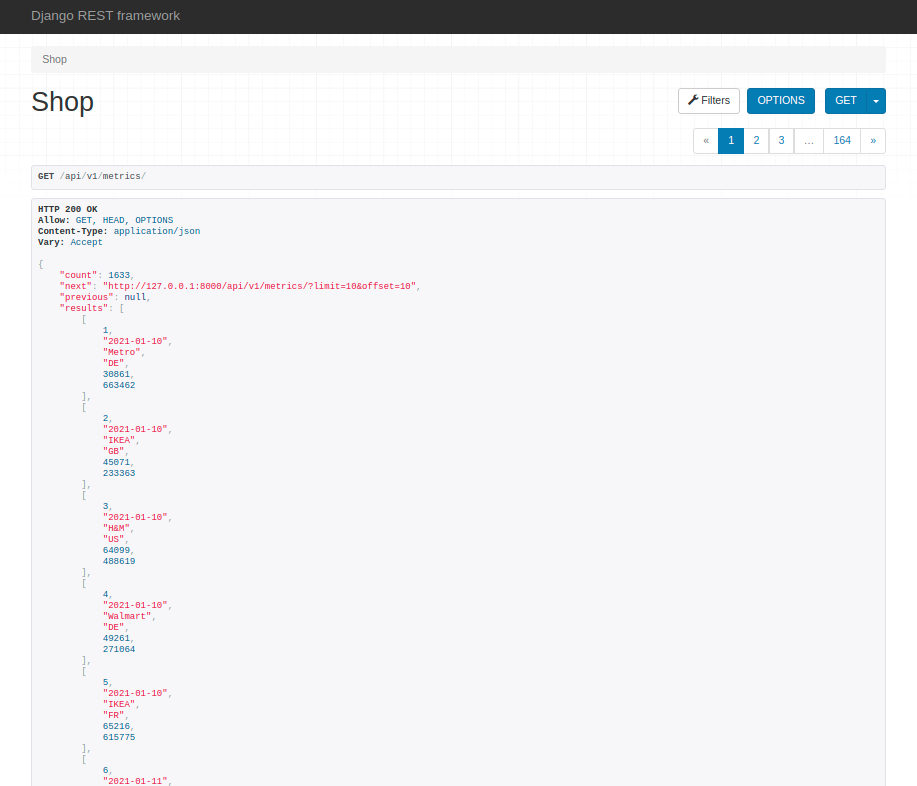 Django REST framework
Shop
Shop
Filters OPTIONS GET
« 1 2 3 ... 164 »
GET /api/v1/metrics/
HTTP 200 OK
Allow: GET, HEAD, OPTIONS
Content-Type: application/json
Vary: Accept
{
"count": 1633,
"next": "http://127.0.0.1:8000/api/v1/metrics/?limit=10&offset=10",
"previous": null,
"results": [
[
1,
"2021-01-10",
"Metro",
"DE",
30861,
663462
],
[
2,
"2021-01-10",
"IKEA",
"GB",
45071,
233363
],
[
3,
"2021-01-10",
"H&M",
"US",
64099,
488619
],
[
4,
"2021-01-10",
"Walmart",
"DE",
49261,
271064
],
[
5,
"2021-01-10",
"IKEA",
"FR",
65216,
615775
],
[
6,
"2021-01-11",